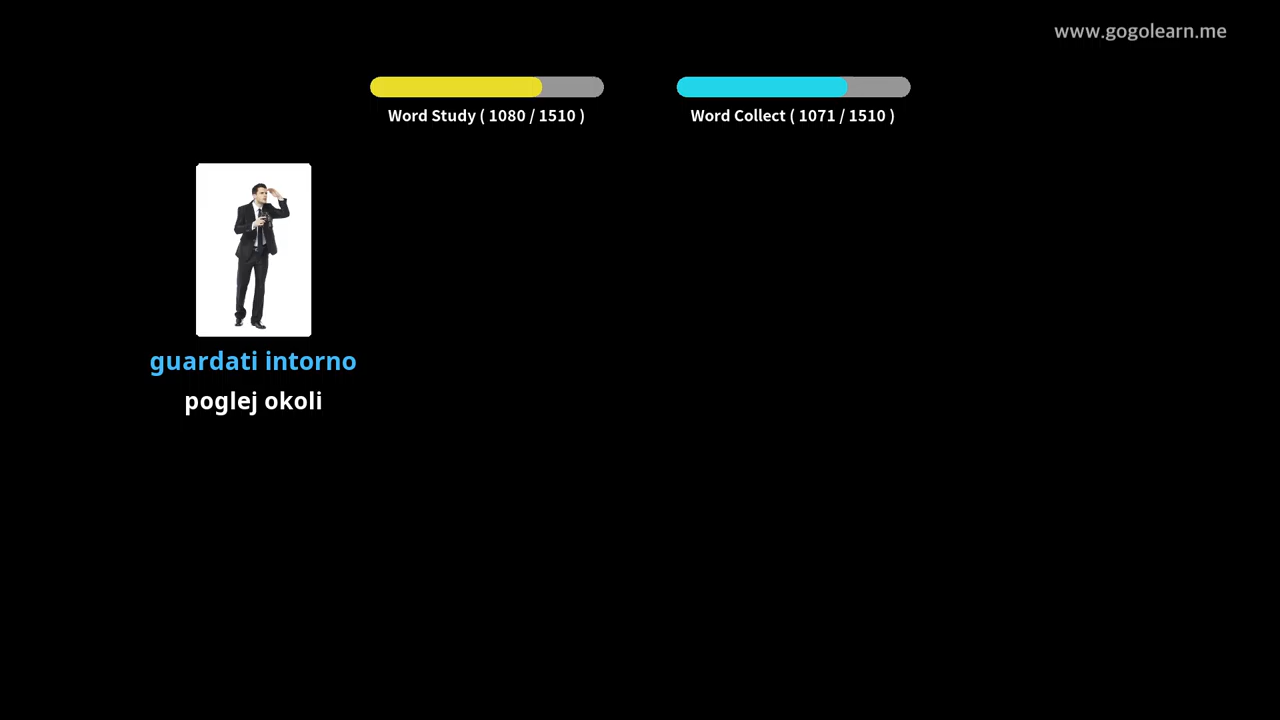 www.gogolearn.me
Word Study ( 1080 / 1510 )
Word Collect ( 1071 / 1510 )
guardati intorno
poglej okoli